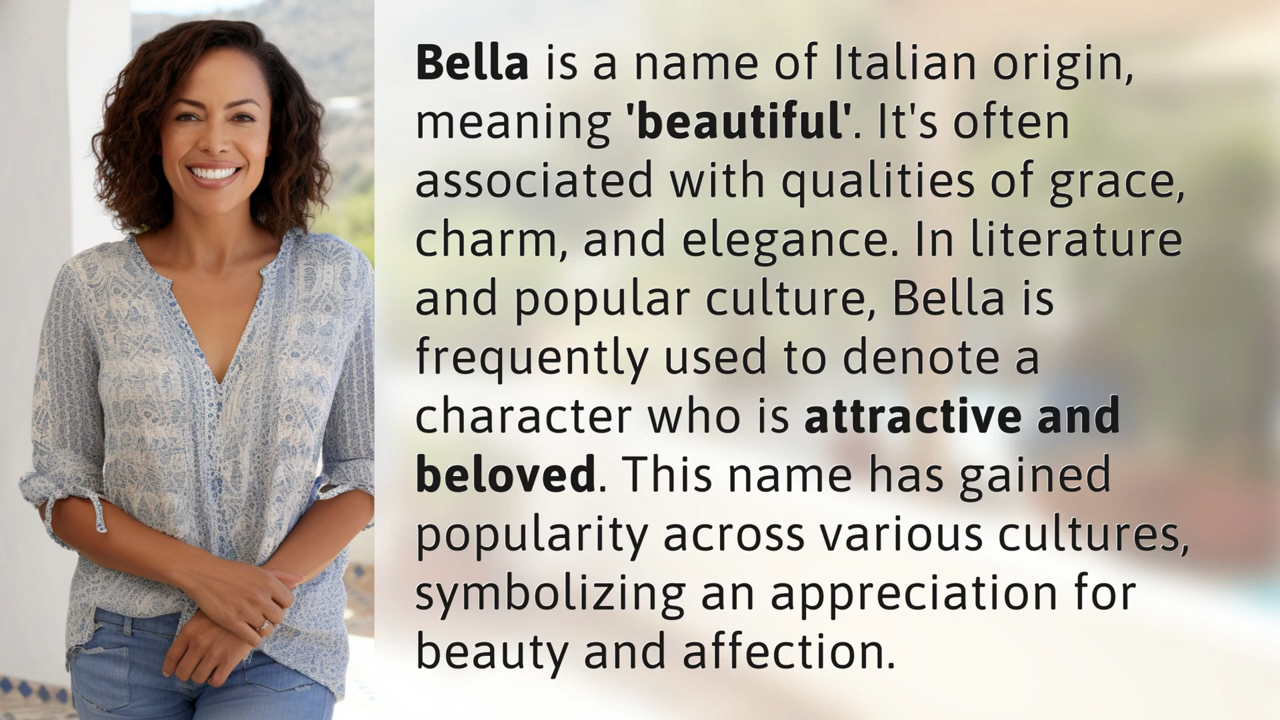 Bella is a name of Italian origin,
meaning 'beautiful'. It's often
associated with qualities of grace,
charm, and elegance. In literature
and popular culture, Bella is
frequently used to denote a
character who is attractive and
beloved. This name has gained
popularity across various cultures,
symbolizing an appreciation for
beauty and affection.